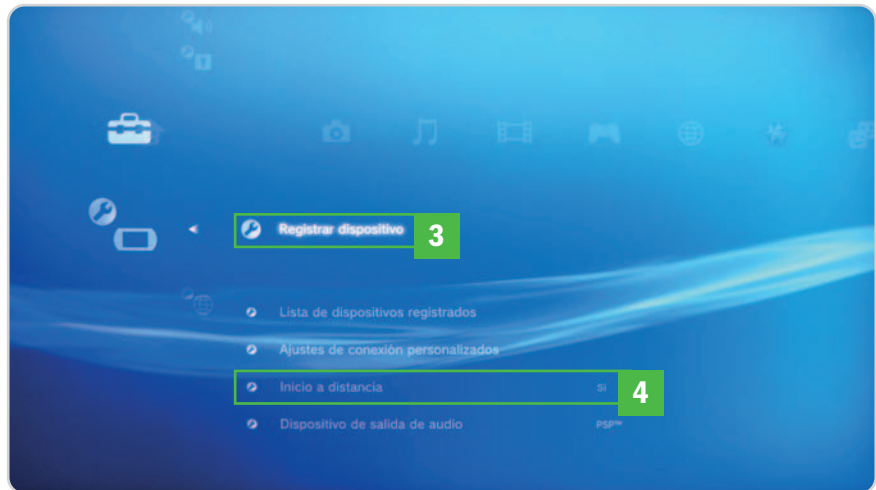 Registrar dispositivo 3
Lista de dispositivos registrados
Ajustes de conexión personalizados
Inicio a distancia Sí 4
Dispositivo de salida de audio PSP™